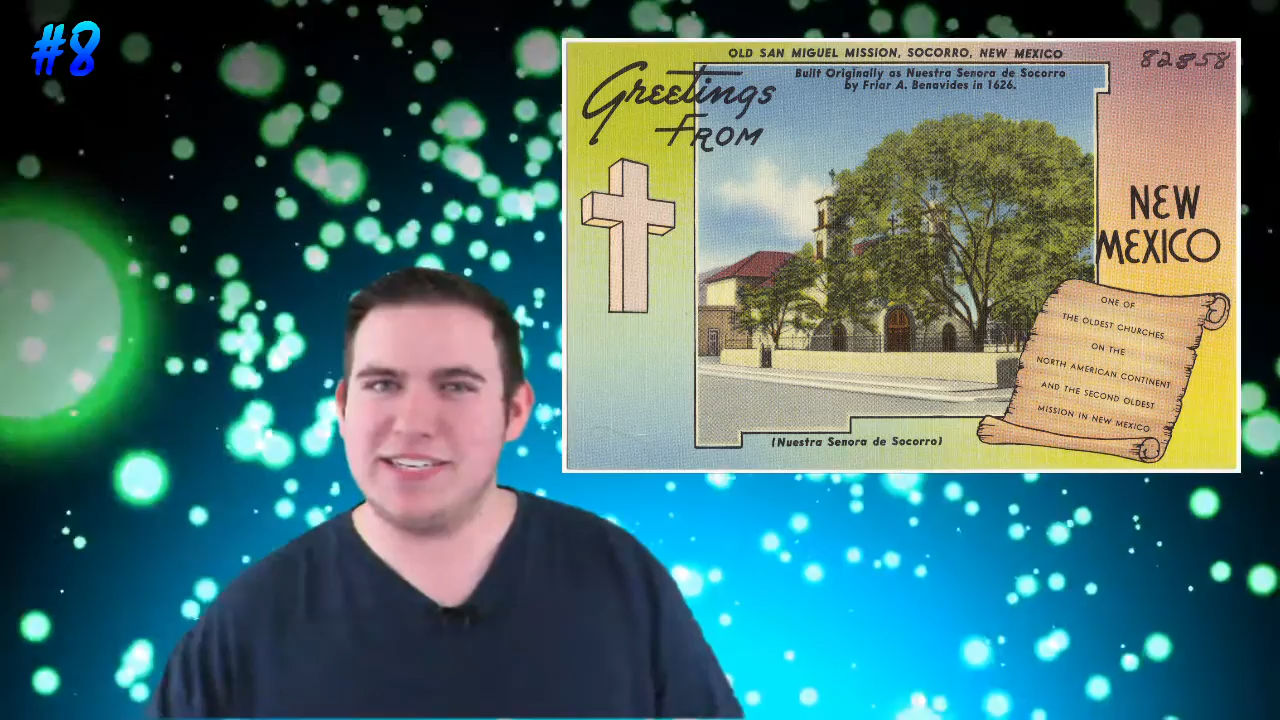 #8
OLD SAN MIGUEL MISSION, SOCORRO, NEW MEXICO
82858
Built Originally as Nuestra Senora de Socorro
by Friar A. Benavides in 1626.
Greetings
FROM
NEW
MEXICO
ONE OF
THE OLDEST CHURCHES
ON THE
NORTH AMERICAN CONTINENT
AND THE SECOND OLDEST
MISSION IN NEW MEXICO
(Nuestra Senora de Socorro)